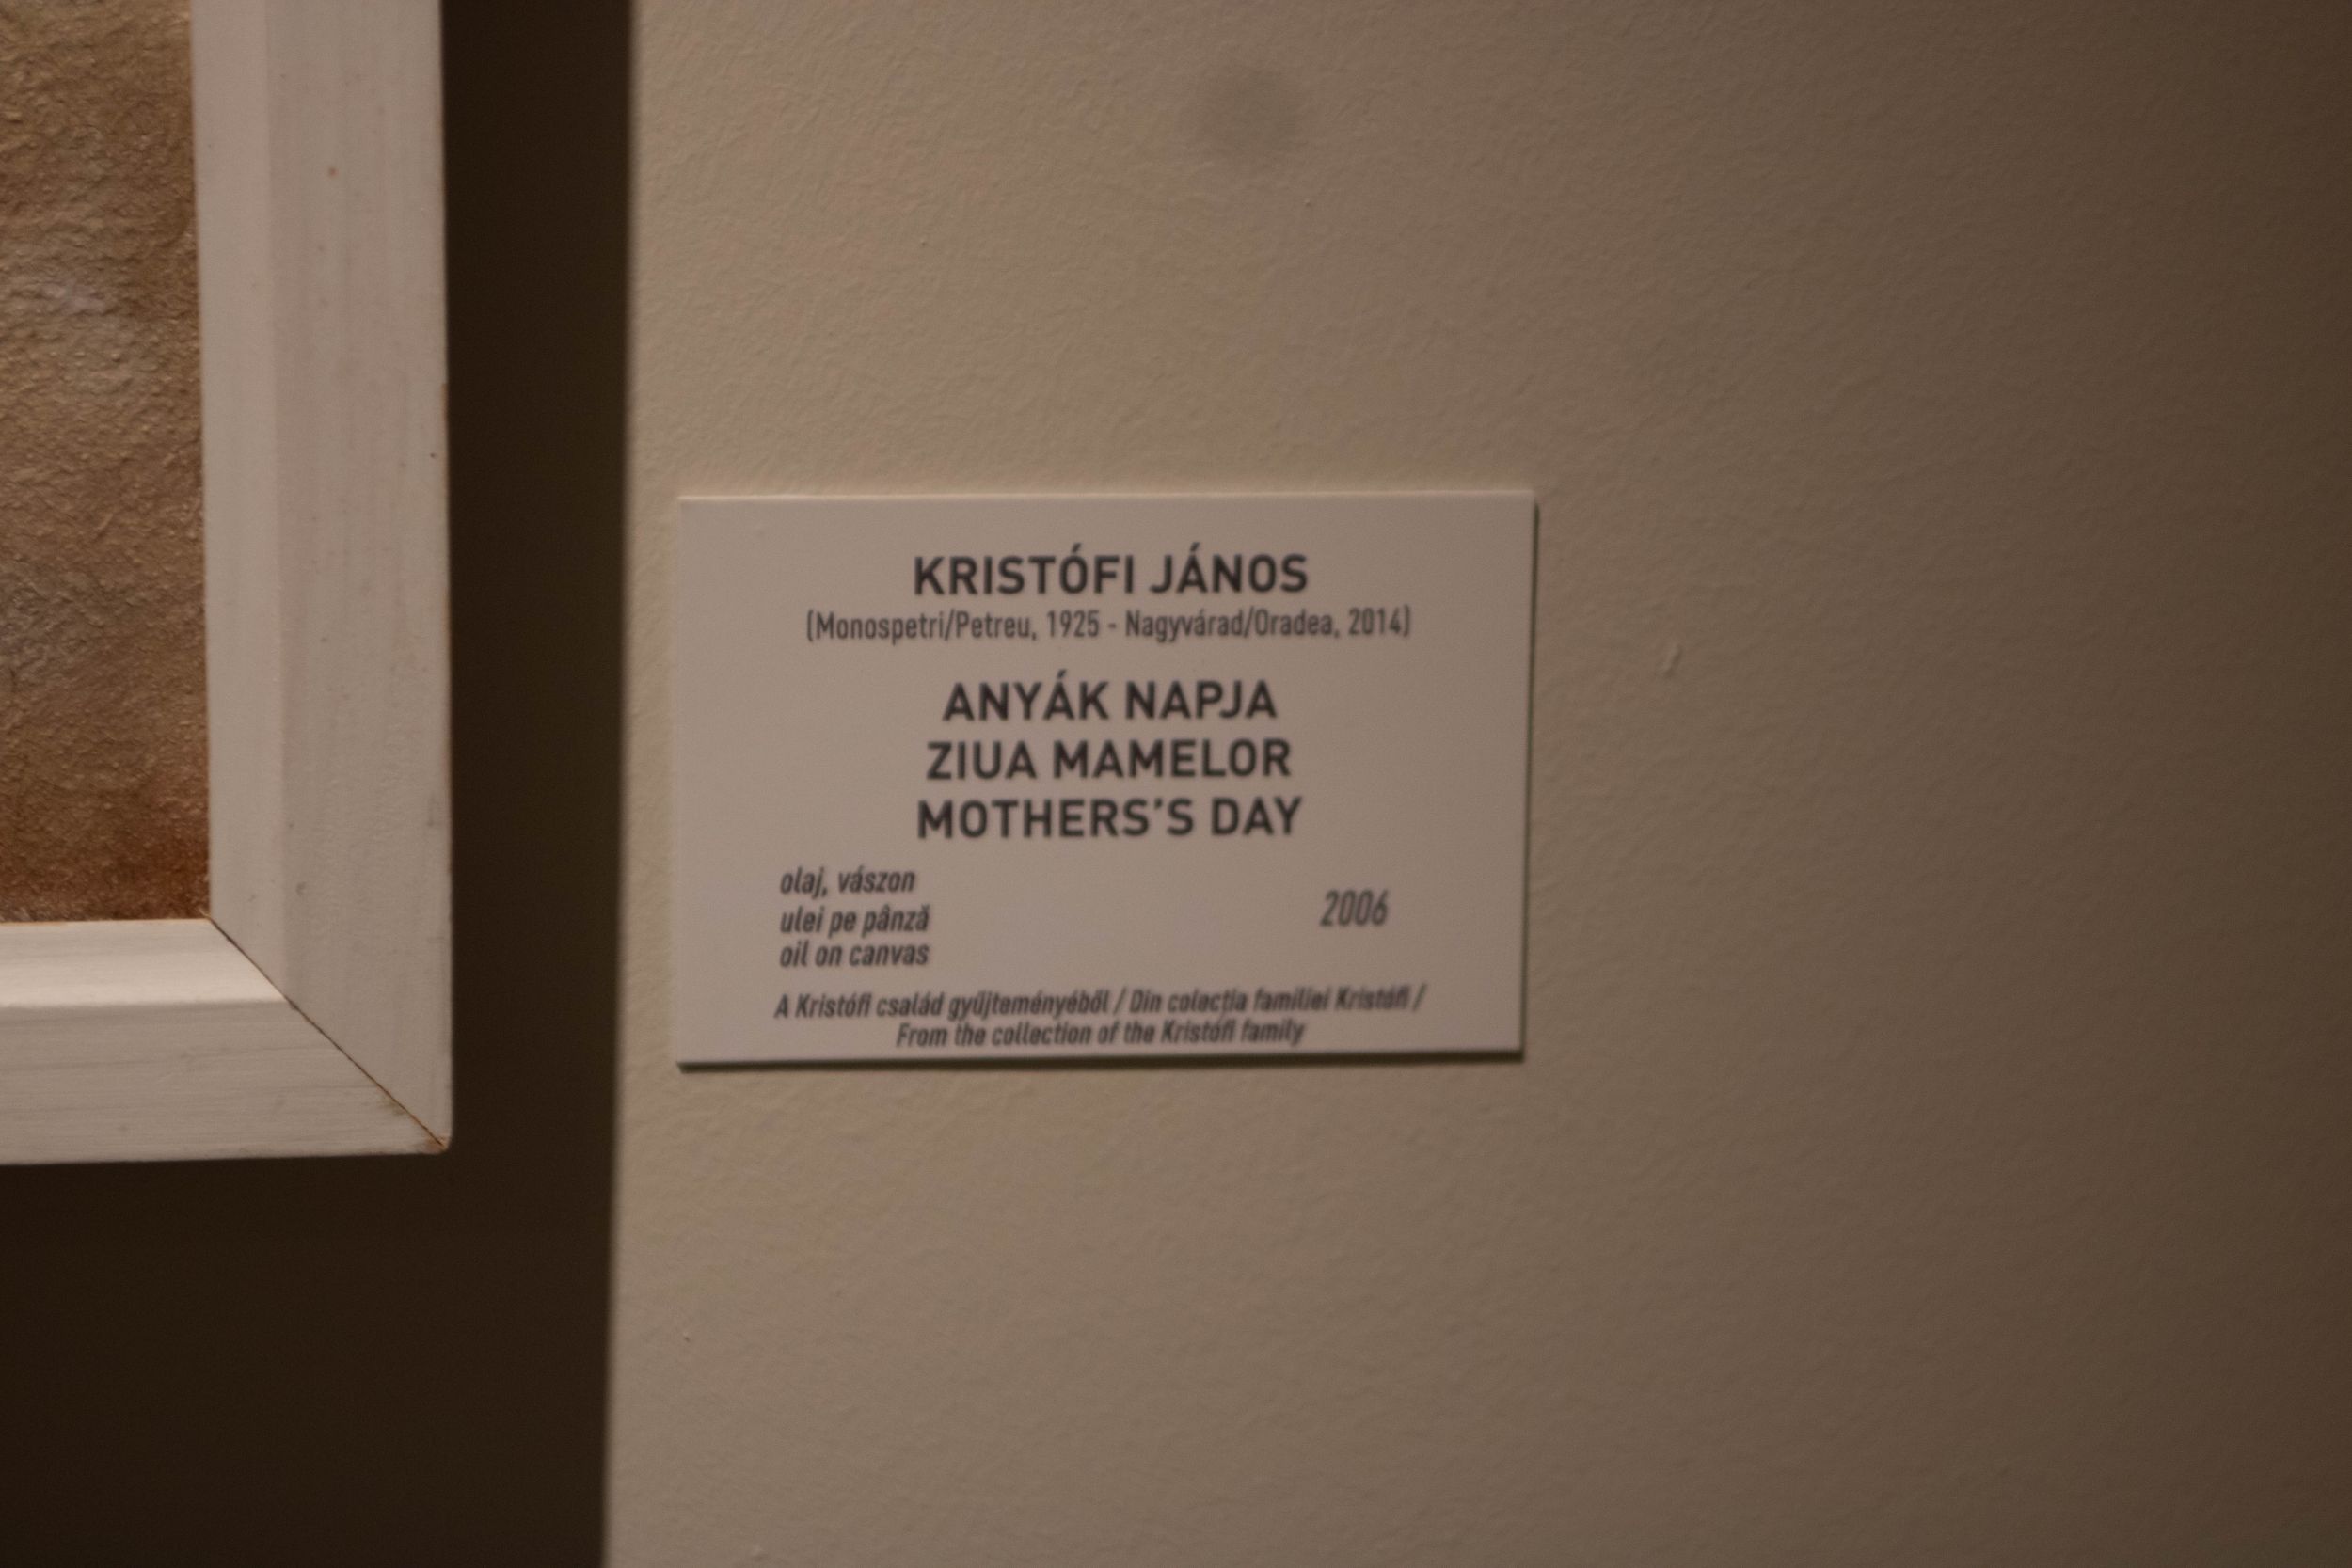 KRISTÓFI JÁNOS
(Monospetri/Petreu, 1925 - Nagyvárad/Oradea, 2014)
ANYÁK NAPJA
ZIUA MAMELOR
MOTHERS'S DAY
olaj, vászon
ulei pe pânză
oil on canvas
2006
A Kristófi család gyűjteményéből / Din colecția familiei Kristófi /
From the collection of the Kristófi family